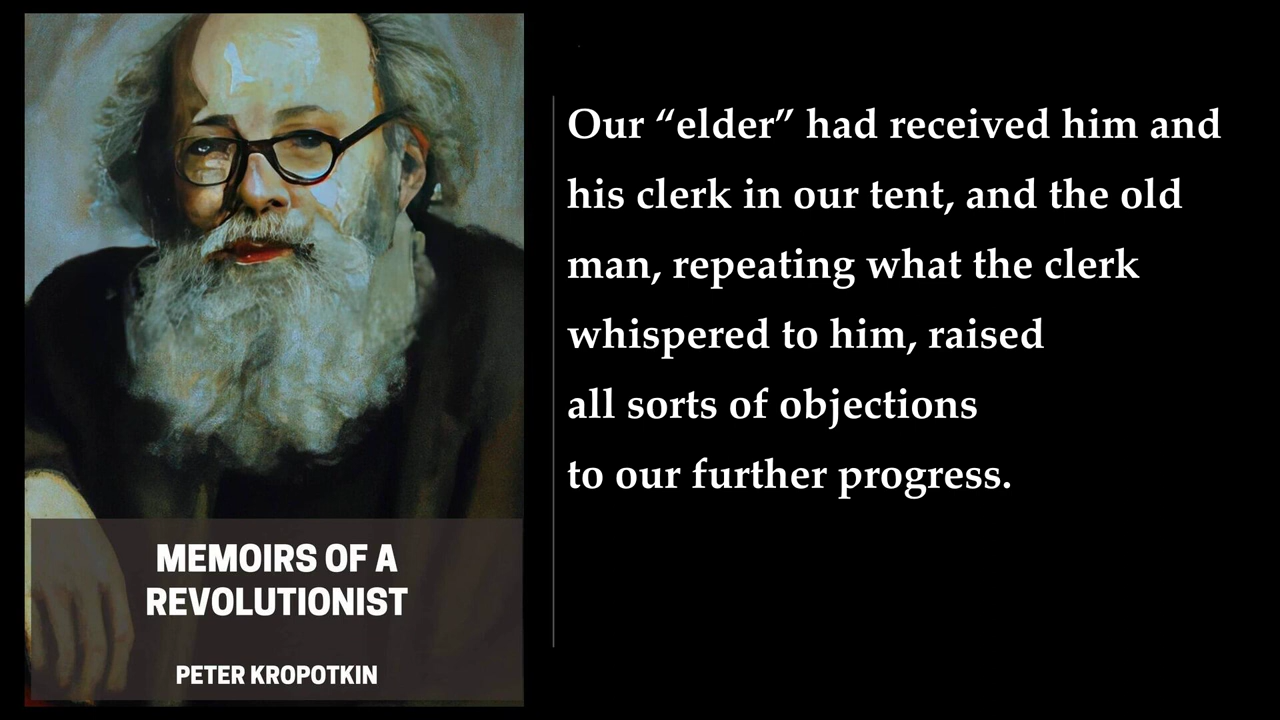 MEMOIRS OF A
REVOLUTIONIST
PETER KROPOTKIN
Our “elder” had received him and
his clerk in our tent, and the old
man, repeating what the clerk
whispered to him, raised
all sorts of objections
to our further progress.